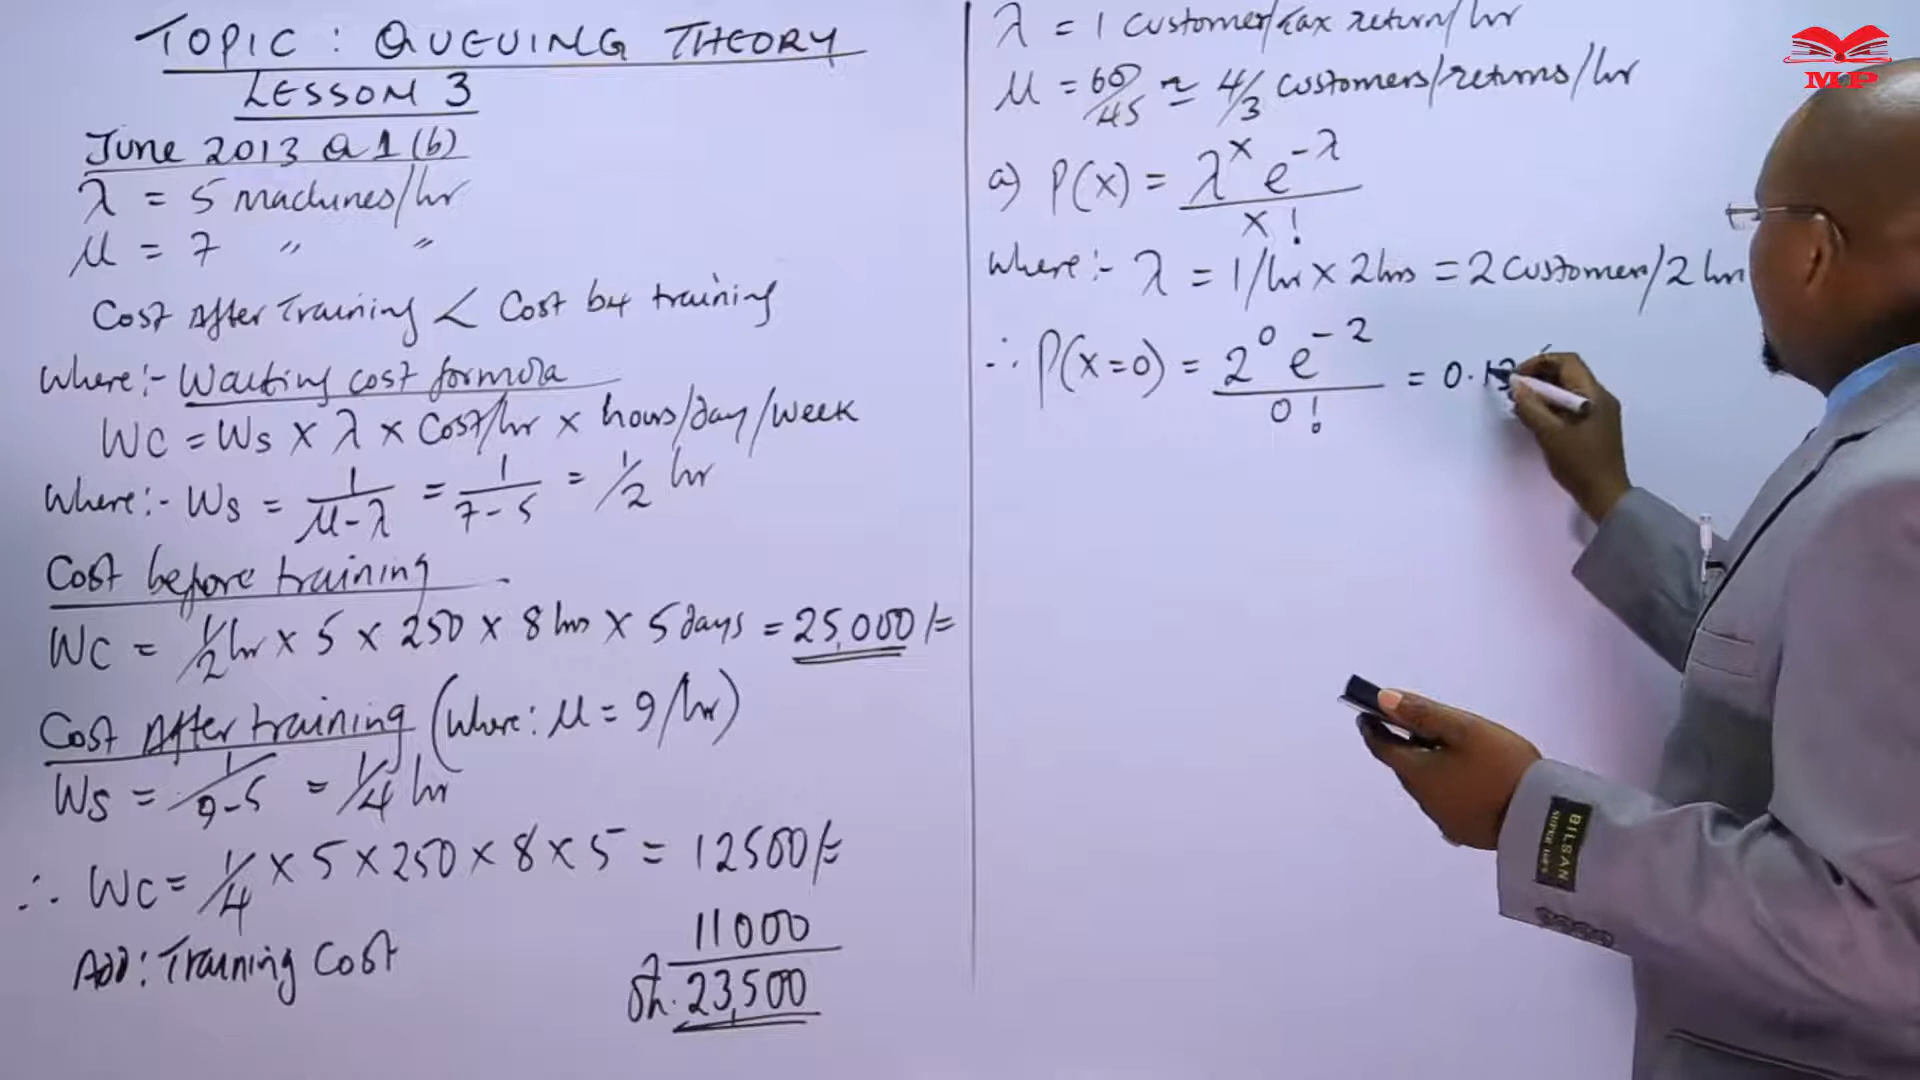 TOPIC : QUEUING THEORY
LESSON 3
June 2013 Q1(b)
λ = 5 machines/hr
μ = 7 " "
Cost After Training < Cost b4 training
Where:- Waiting cost formula
WC = Ws × λ × Cost/hr × hours/day/week
Where:- Ws = 1/μ-λ = 1/7-5 = 1/2 hr
Cost before training
WC = 1/2 hr × 5 × 250 × 8 hrs × 5 days = 25,000/=
Cost After training (Where: μ = 9/hr)
Ws = 1/9-5 = 1/4 hr
∴ WC = 1/4 × 5 × 250 × 8 × 5 = 12500/=
ADD: Training Cost 11000
Sh. 23,500
λ = 1 customer/tax return/hr
μ = 60/45 ≈ 4/3 customers/returns/hr
a) P(x) = λ^x e^-λ / x!
Where:- λ = 1/hr × 2hrs = 2 customers/2 hrs
∴ P(x=0) = 2^0 e^-2 / 0! = 0.13
MP
BILSAN